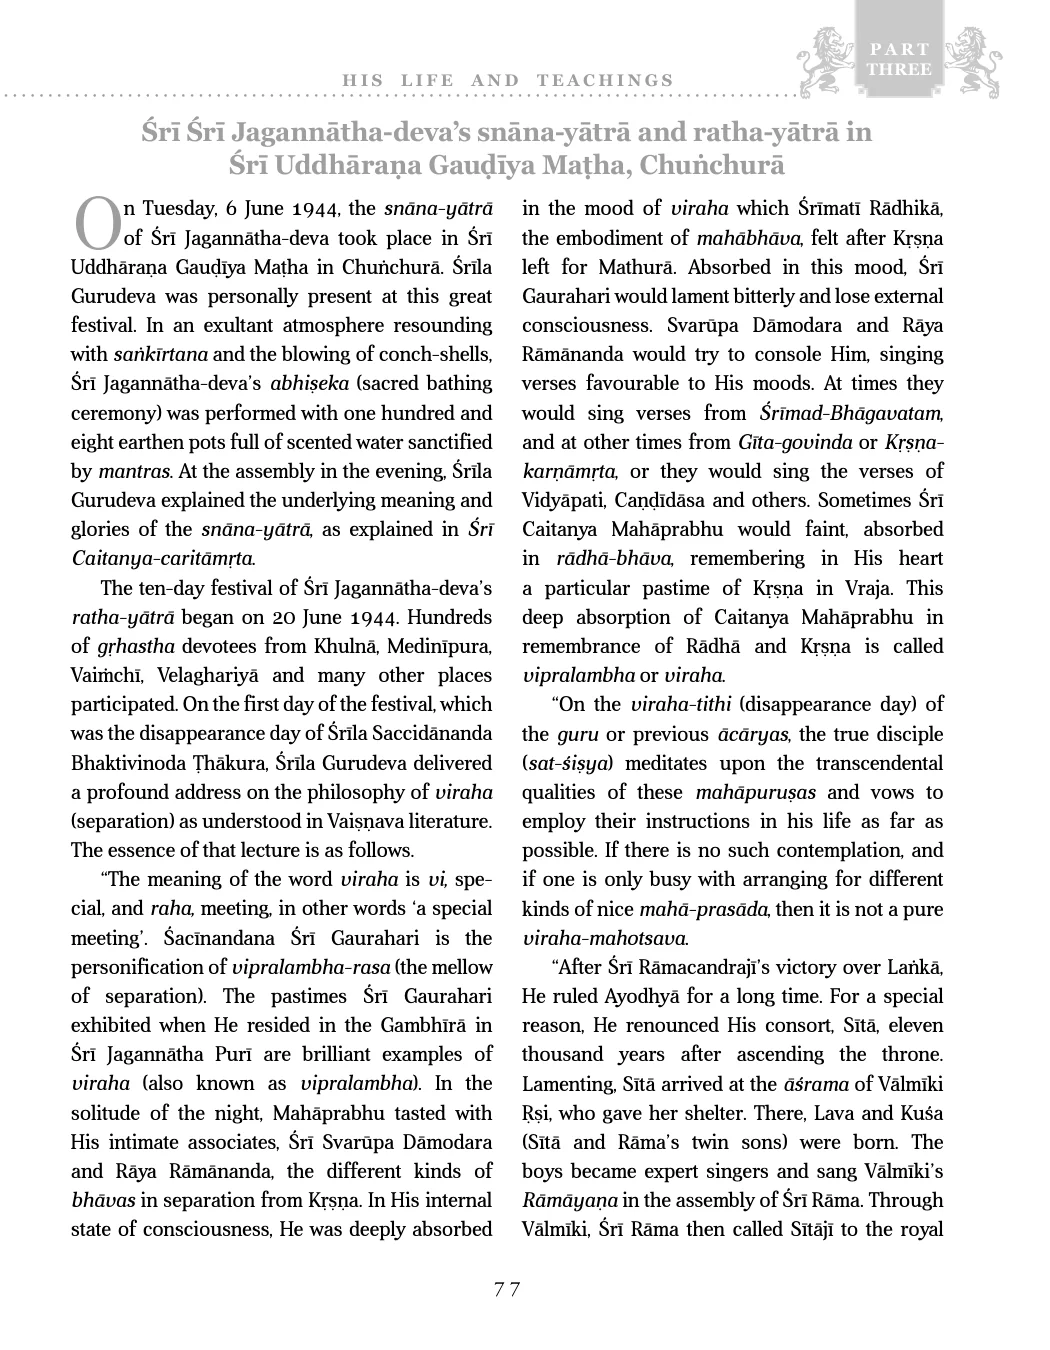 PART
THREE
HIS LIFE AND TEACHINGS
Śrī Śrī Jagannātha-deva’s snāna-yātrā and ratha-yātrā in
Śrī Uddhāraṇa Gauḍīya Maṭha, Chuṅchurā
On Tuesday, 6 June 1944, the snāna-yātrā
of Śrī Jagannātha-deva took place in Śrī
Uddhāraṇa Gauḍīya Maṭha in Chuṅchurā. Śrīla
Gurudeva was personally present at this great
festival. In an exultant atmosphere resounding
with saṅkīrtana and the blowing of conch-shells,
Śrī Jagannātha-deva’s abhiṣeka (sacred bathing
ceremony) was performed with one hundred and
eight earthen pots full of scented water sanctified
by mantras. At the assembly in the evening, Śrīla
Gurudeva explained the underlying meaning and
glories of the snāna-yātrā, as explained in Śrī
Caitanya-caritāmṛta.
The ten-day festival of Śrī Jagannātha-deva’s
ratha-yātrā began on 20 June 1944. Hundreds
of gṛhastha devotees from Khulnā, Medinīpura,
Vaiṁchī, Velaghariyā and many other places
participated. On the first day of the festival, which
was the disappearance day of Śrīla Saccidānanda
Bhaktivinoda Ṭhākura, Śrīla Gurudeva delivered
a profound address on the philosophy of viraha
(separation) as understood in Vaiṣṇava literature.
The essence of that lecture is as follows.
“The meaning of the word viraha is vi, spe-
cial, and raha, meeting, in other words ‘a special
meeting’. Śacīnandana Śrī Gaurahari is the
personification of vipralambha-rasa (the mellow
of separation). The pastimes Śrī Gaurahari
exhibited when He resided in the Gambhīrā in
Śrī Jagannātha Purī are brilliant examples of
viraha (also known as vipralambha). In the
solitude of the night, Mahāprabhu tasted with
His intimate associates, Śrī Svarūpa Dāmodara
and Rāya Rāmānanda, the different kinds of
bhāvas in separation from Kṛṣṇa. In His internal
state of consciousness, He was deeply absorbed
in the mood of viraha which Śrīmatī Rādhikā,
the embodiment of mahābhāva, felt after Kṛṣṇa
left for Mathurā. Absorbed in this mood, Śrī
Gaurahari would lament bitterly and lose external
consciousness. Svarūpa Dāmodara and Rāya
Rāmānanda would try to console Him, singing
verses favourable to His moods. At times they
would sing verses from Śrīmad-Bhāgavatam,
and at other times from Gīta-govinda or Kṛṣṇa-
karṇāmṛta, or they would sing the verses of
Vidyāpati, Caṇḍīdāsa and others. Sometimes Śrī
Caitanya Mahāprabhu would faint, absorbed
in rādhā-bhāva, remembering in His heart
a particular pastime of Kṛṣṇa in Vraja. This
deep absorption of Caitanya Mahāprabhu in
remembrance of Rādhā and Kṛṣṇa is called
vipralambha or viraha.
“On the viraha-tithi (disappearance day) of
the guru or previous ācāryas, the true disciple
(sat-śiṣya) meditates upon the transcendental
qualities of these mahāpuruṣas and vows to
employ their instructions in his life as far as
possible. If there is no such contemplation, and
if one is only busy with arranging for different
kinds of nice mahā-prasāda, then it is not a pure
viraha-mahotsava.
“After Śrī Rāmacandrajī’s victory over Laṅkā,
He ruled Ayodhyā for a long time. For a special
reason, He renounced His consort, Sītā, eleven
thousand years after ascending the throne.
Lamenting, Sītā arrived at the āśrama of Vālmīki
Ṛṣi, who gave her shelter. There, Lava and Kuśa
(Sītā and Rāma’s twin sons) were born. The
boys became expert singers and sang Vālmīki’s
Rāmāyaṇa in the assembly of Śrī Rāma. Through
Vālmīki, Śrī Rāma then called Sītājī to the royal
77